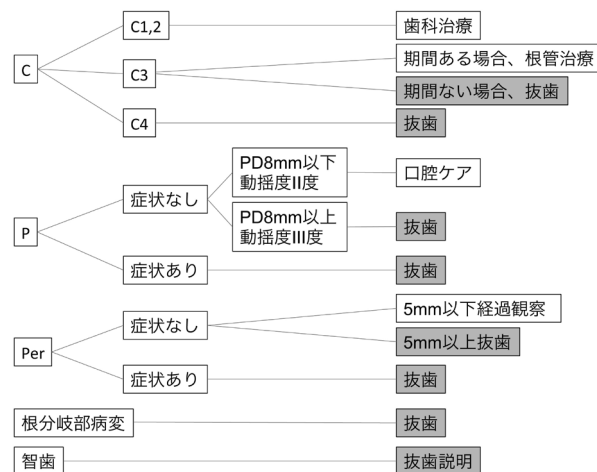 C
C1,2
歯科治療
C3
期間ある場合、根管治療
期間ない場合、抜歯
C4
抜歯
P
症状なし
PD8mm以下
動揺度II度
口腔ケア
PD8mm以上
動揺度III度
抜歯
症状あり
抜歯
Per
症状なし
5mm以下経過観察
5mm以上抜歯
症状あり
抜歯
根分岐部病変
抜歯
智歯
抜歯説明